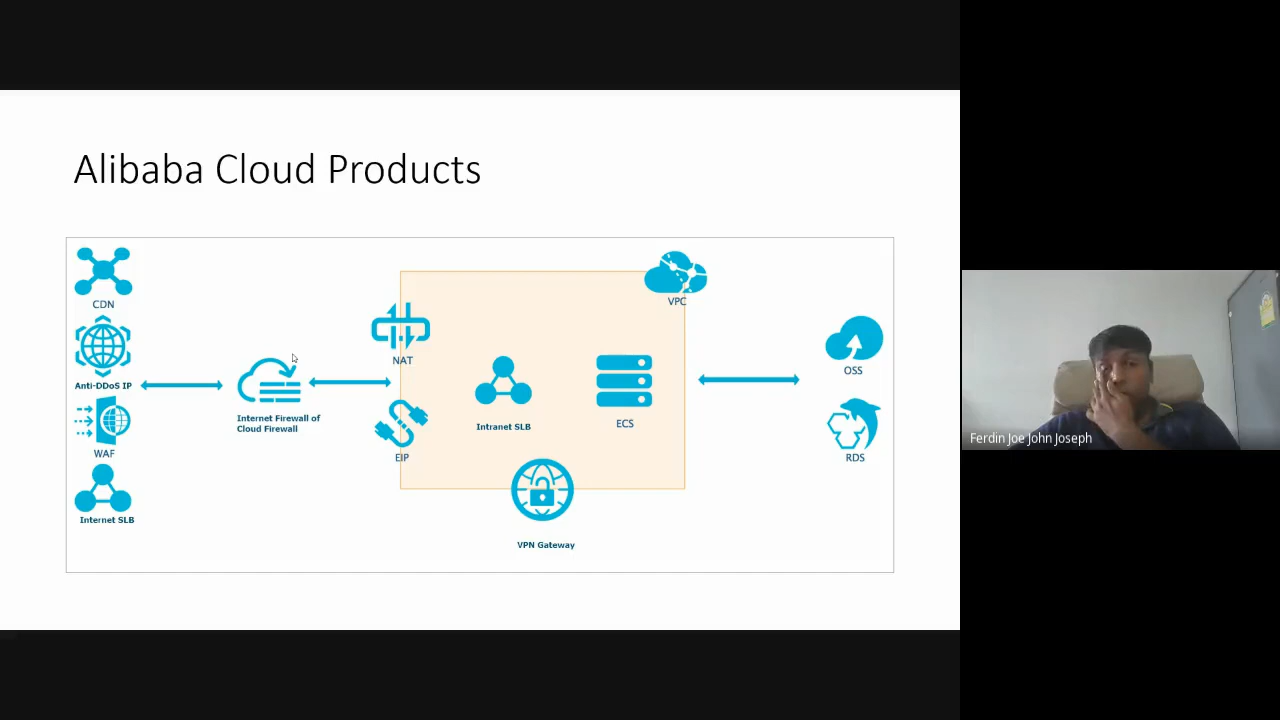 Alibaba Cloud Products
CDN
Anti-DDoS IP
WAF
Internet SLB
Internet Firewall of
Cloud Firewall
NAT
EIP
Intranet SLB
VPN Gateway
ECS
VPC
OSS
RDS
Ferdin Joe John Joseph